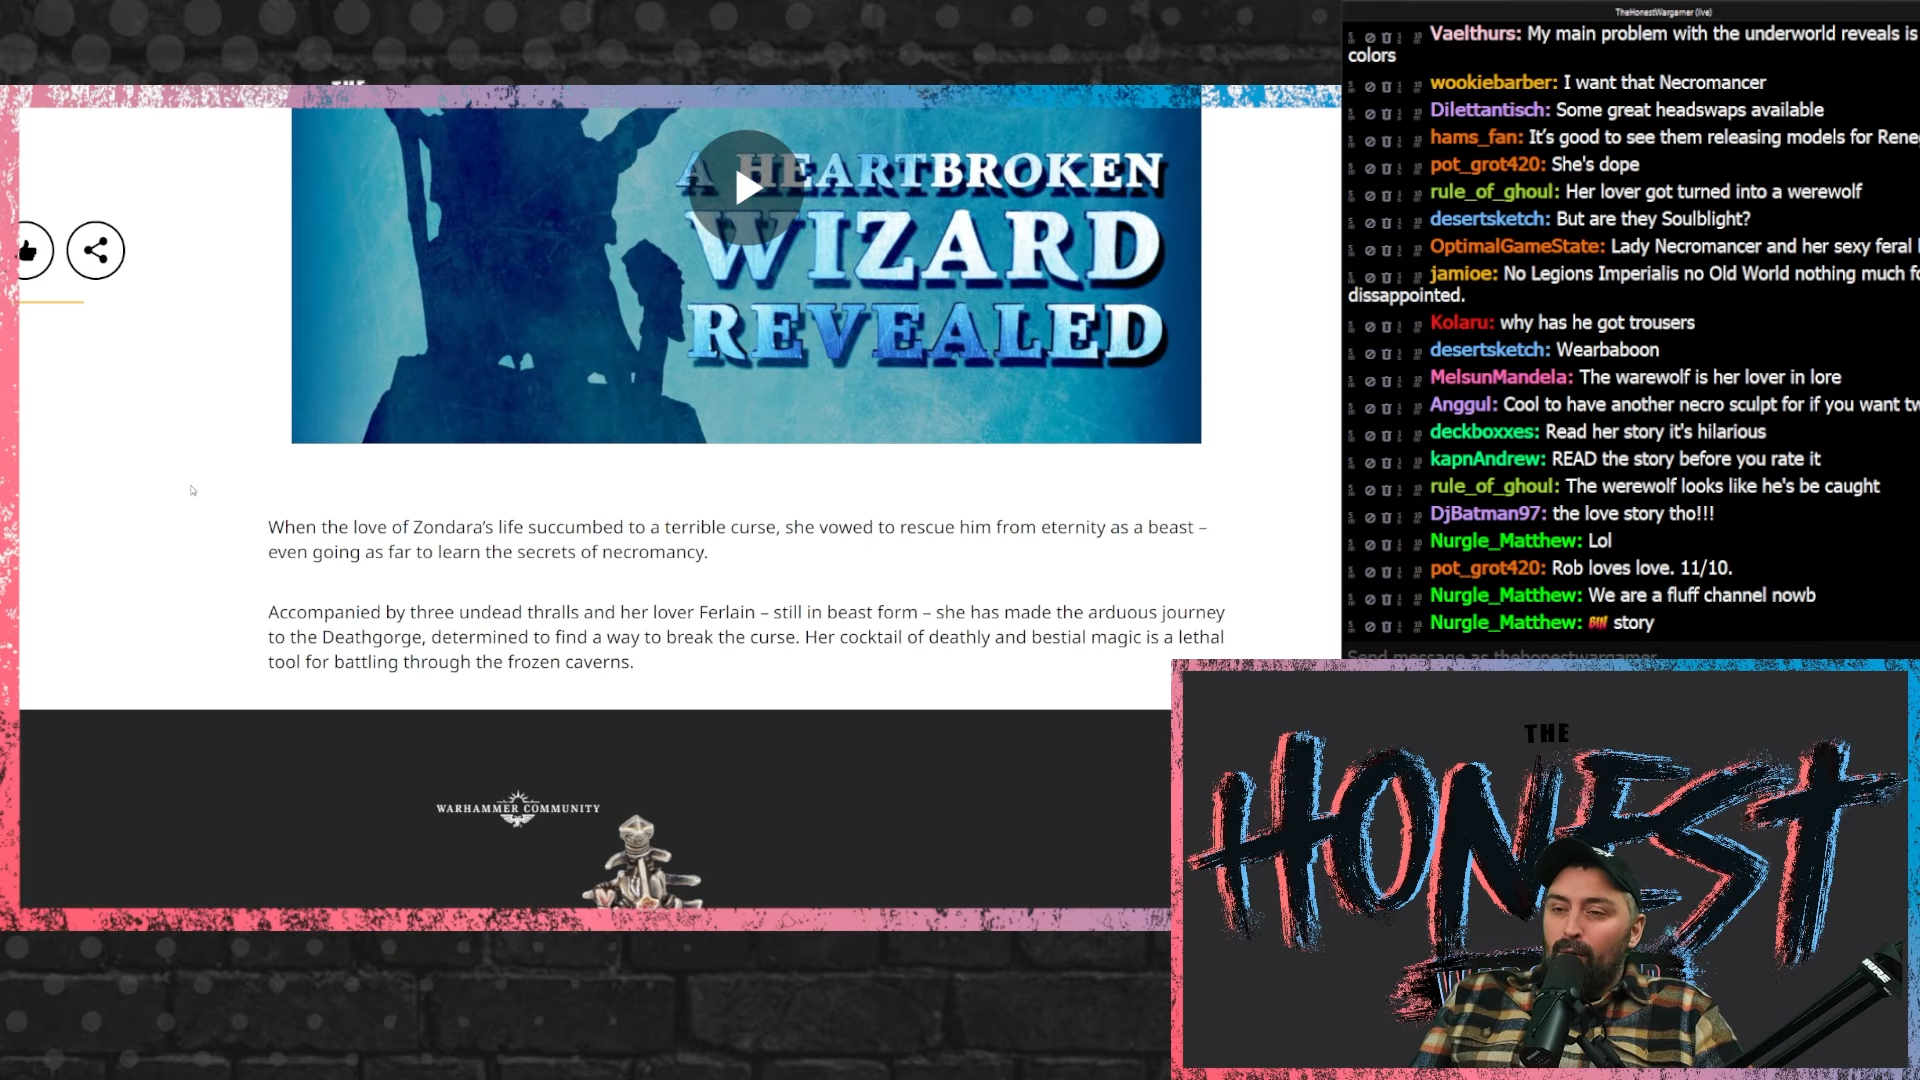 A HEARTBROKEN
WIZARD
REVEALED
When the love of Zondara’s life succumbed to a terrible curse, she vowed to rescue him from eternity as a beast –
even going as far to learn the secrets of necromancy.
Accompanied by three undead thralls and her lover Ferlain – still in beast form – she has made the arduous journey
to the Deathgorge, determined to find a way to break the curse. Her cocktail of deathly and bestial magic is a lethal
tool for battling through the frozen caverns.
WARHAMMER COMMUNITY
TheHonestWargamer (live)
Vaelthurs: My main problem with the underworld reveals is
colors
wookiebarber: I want that Necromancer
Dilettantisch: Some great headswaps available
hams_fan: It’s good to see them releasing models for Rene
pot_grot420: She's dope
rule_of_ghoul: Her lover got turned into a werewolf
desertsketch: But are they Soulblight?
OptimalGameState: Lady Necromancer and her sexy feral
jamioe: No Legions Imperialis no Old World nothing much fo
dissappointed.
Kolaru: why has he got trousers
desertsketch: Wearbaboon
MelsunMandela: The warewolf is her lover in lore
Anggul: Cool to have another necro sculpt for if you want tw
deckboxxes: Read her story it's hilarious
kapnAndrew: READ the story before you rate it
rule_of_ghoul: The werewolf looks like he's be caught
DjBatman97: the love story tho!!!
Nurgle_Matthew: Lol
pot_grot420: Rob loves love. 11/10.
Nurgle_Matthew: We are a fluff channel nowb
Nurgle_Matthew: BIN story
Send message as thehonestwargamer
THE
HONEST
SHURE